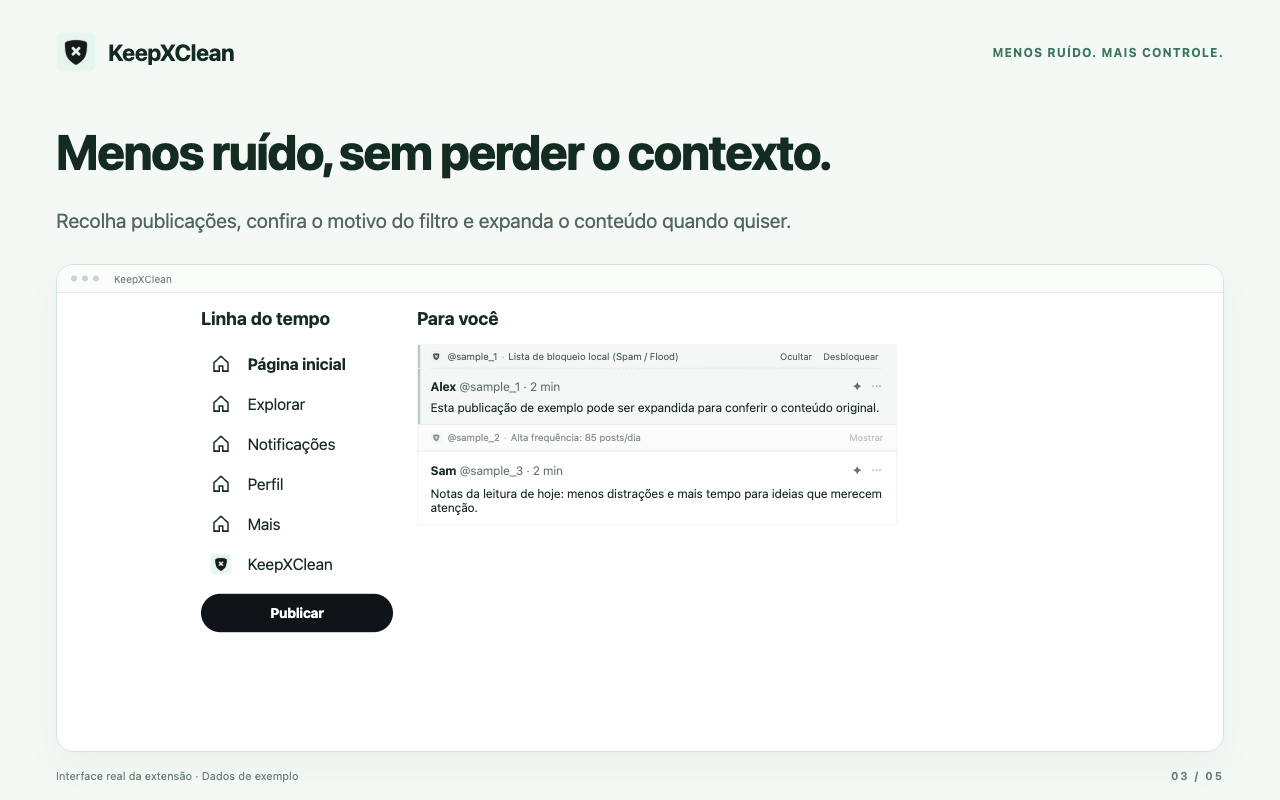 KeepXClean
MENOS RUÍDO. MAIS CONTROLE.
Menos ruído, sem perder o contexto.
Recolha publicações, confira o motivo do filtro e expanda o conteúdo quando quiser.
KeepXClean
Linha do tempo
Página inicial
Explorar
Notificações
Perfil
Mais
KeepXClean
Publicar
Para você
@sample_1 · Lista de bloqueio local (Spam / Flood) Ocultar Desbloquear
Alex @sample_1 · 2 min
Esta publicação de exemplo pode ser expandida para conferir o conteúdo original.
@sample_2 · Alta frequência: 85 posts/dia Mostrar
Sam @sample_3 · 2 min
Notas da leitura de hoje: menos distrações e mais tempo para ideias que merecem
atenção.
Interface real da extensão · Dados de exemplo
03 / 05